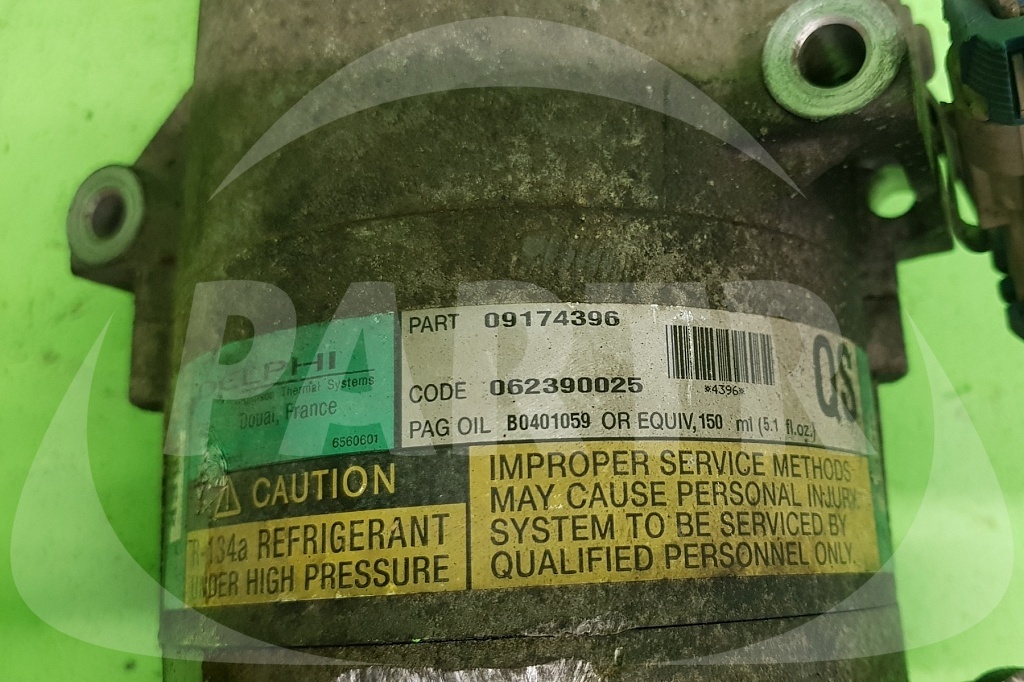 PART 09174396
*4396*
QS
CODE 062390025
PAG OIL B0401059 OR EQUIV, 150 ml (5.1 fl.oz.)
DELPHI
Thermal Systems
Douai, France
6560601
CAUTION
R-134a REFRIGERANT
UNDER HIGH PRESSURE
IMPROPER SERVICE METHODS
MAY CAUSE PERSONAL INJURY.
SYSTEM TO BE SERVICED BY
QUALIFIED PERSONNEL ONLY.